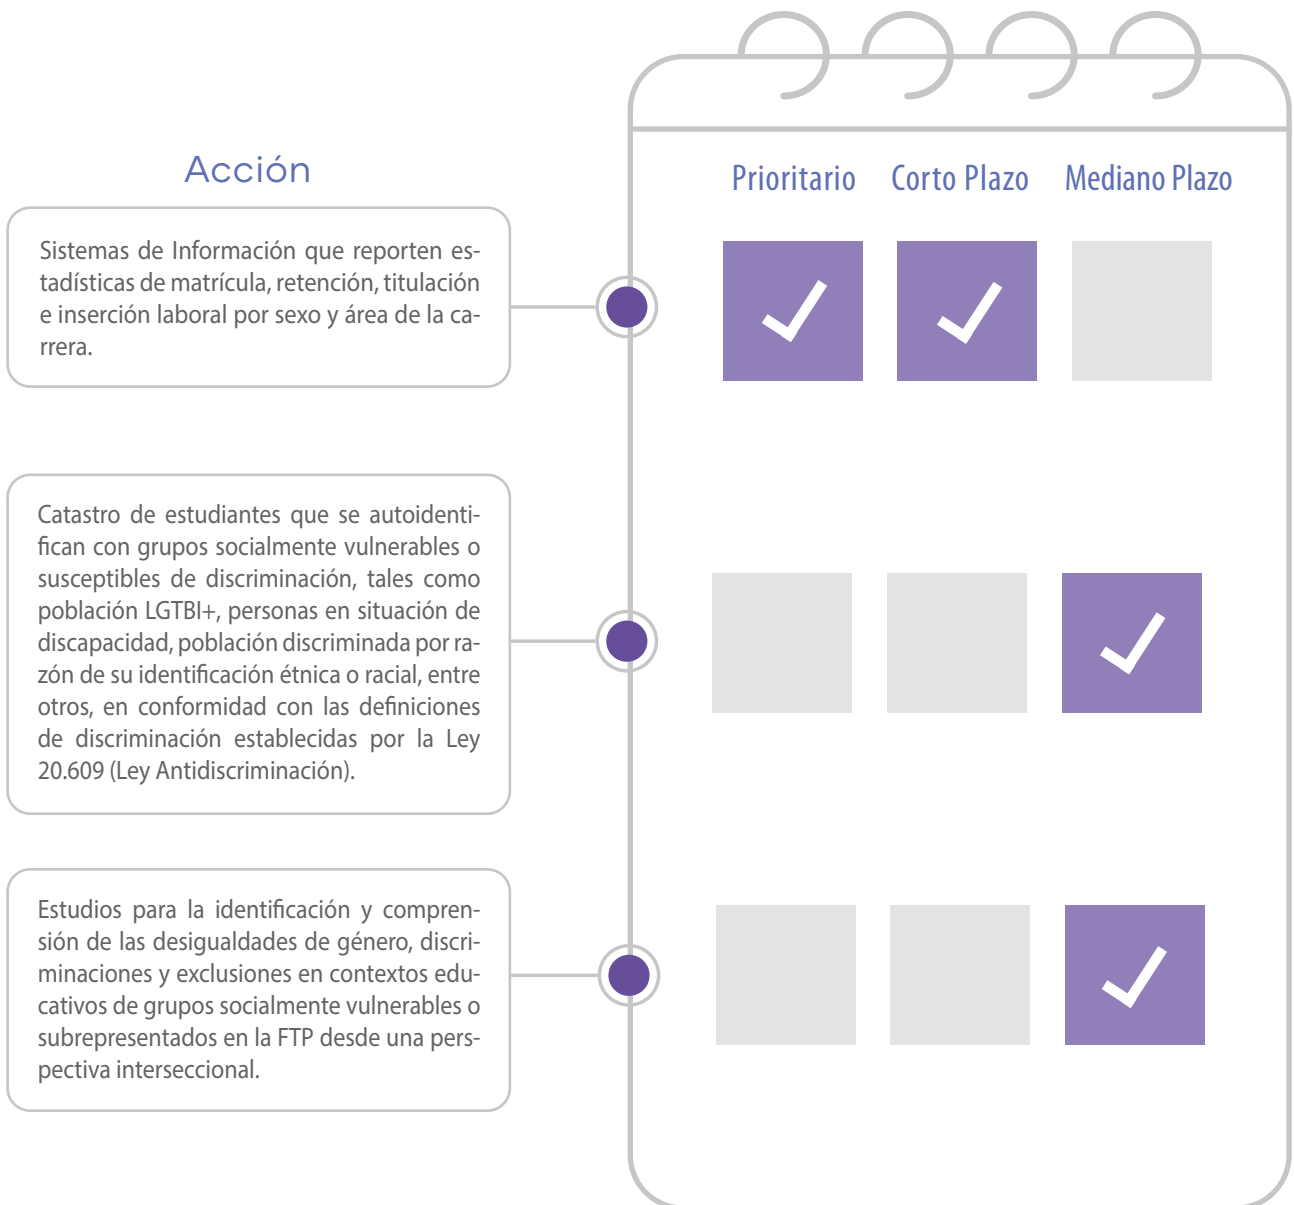 Acción
Prioritario Corto Plazo Mediano Plazo
Sistemas de Información que reporten es-
tadísticas de matrícula, retención, titulación
e inserción laboral por sexo y área de la ca-
rrera.
Catastro de estudiantes que se autoidenti-
fican con grupos socialmente vulnerables o
susceptibles de discriminación, tales como
población LGTBI+, personas en situación de
discapacidad, población discriminada por ra-
zón de su identificación étnica o racial, entre
otros, en conformidad con las definiciones
de discriminación establecidas por la Ley
20.609 (Ley Antidiscriminación).
Estudios para la identificación y compren-
sión de las desigualdades de género, discri-
minaciones y exclusiones en contextos edu-
cativos de grupos socialmente vulnerables o
subrepresentados en la FTP desde una pers-
pectiva interseccional.